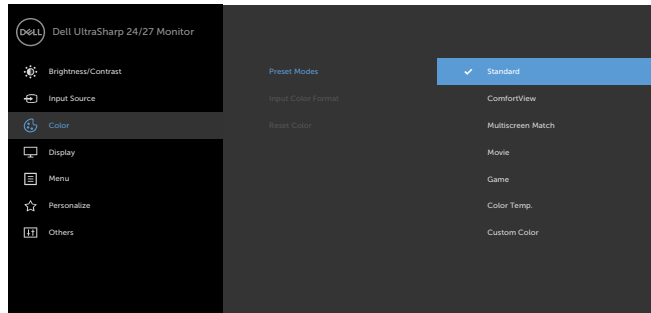 DELL
Dell UltraSharp 24/27 Monitor
Brightness/Contrast
Input Source
Color
Display
Menu
Personalize
Others
Preset Modes
Input Color Format
Reset Color
Standard
ComfortView
Multiscreen Match
Movie
Game
Color Temp.
Custom Color